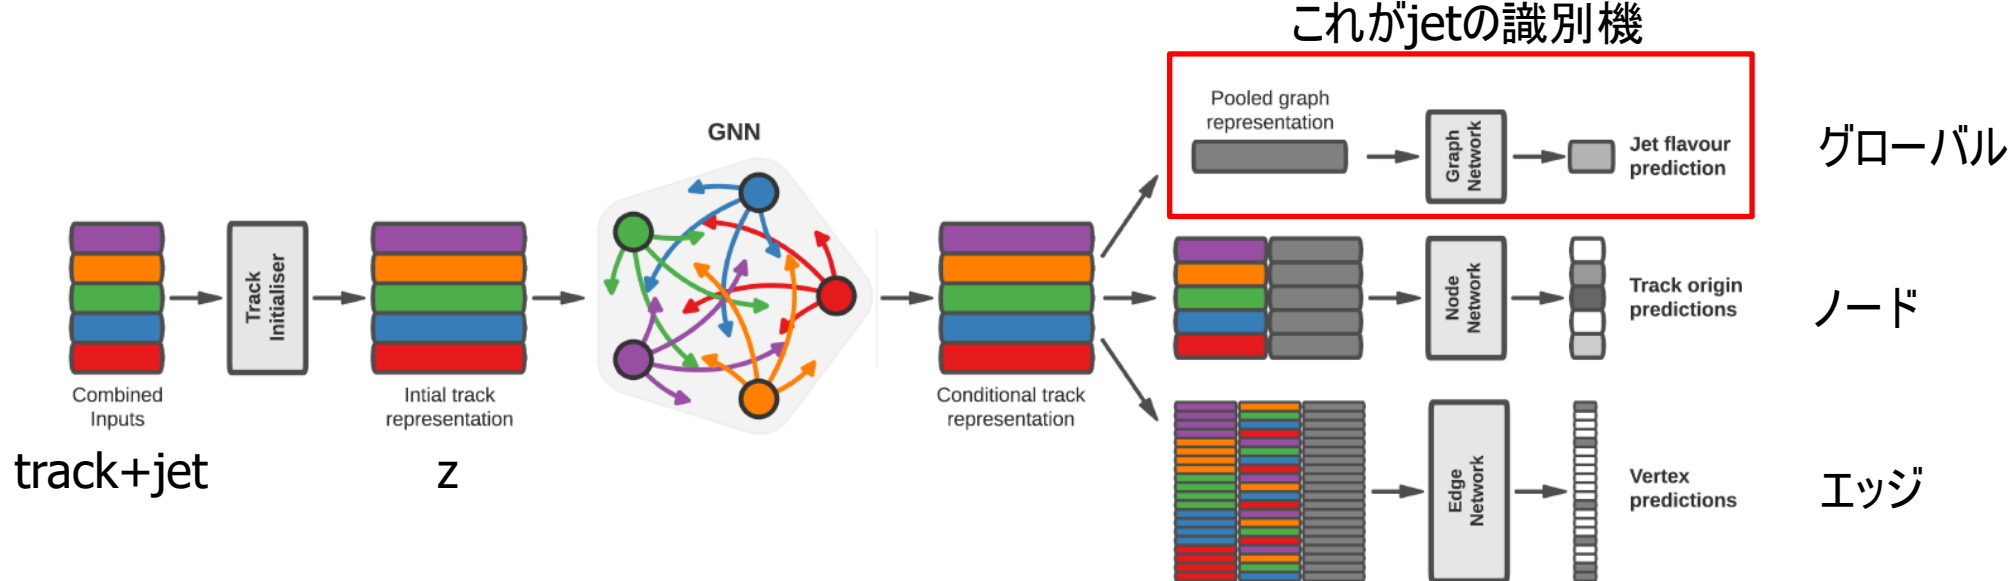 これがjetの識別機
Pooled graph
representation
Graph
Network
Jet flavour
prediction
グローバル
GNN
Track
Initialiser
Combined
Inputs
track+jet
Intial track
representation
z
Conditional track
representation
Node
Network
Track origin
predictions
ノード
Edge
Network
Vertex
predictions
エッジ